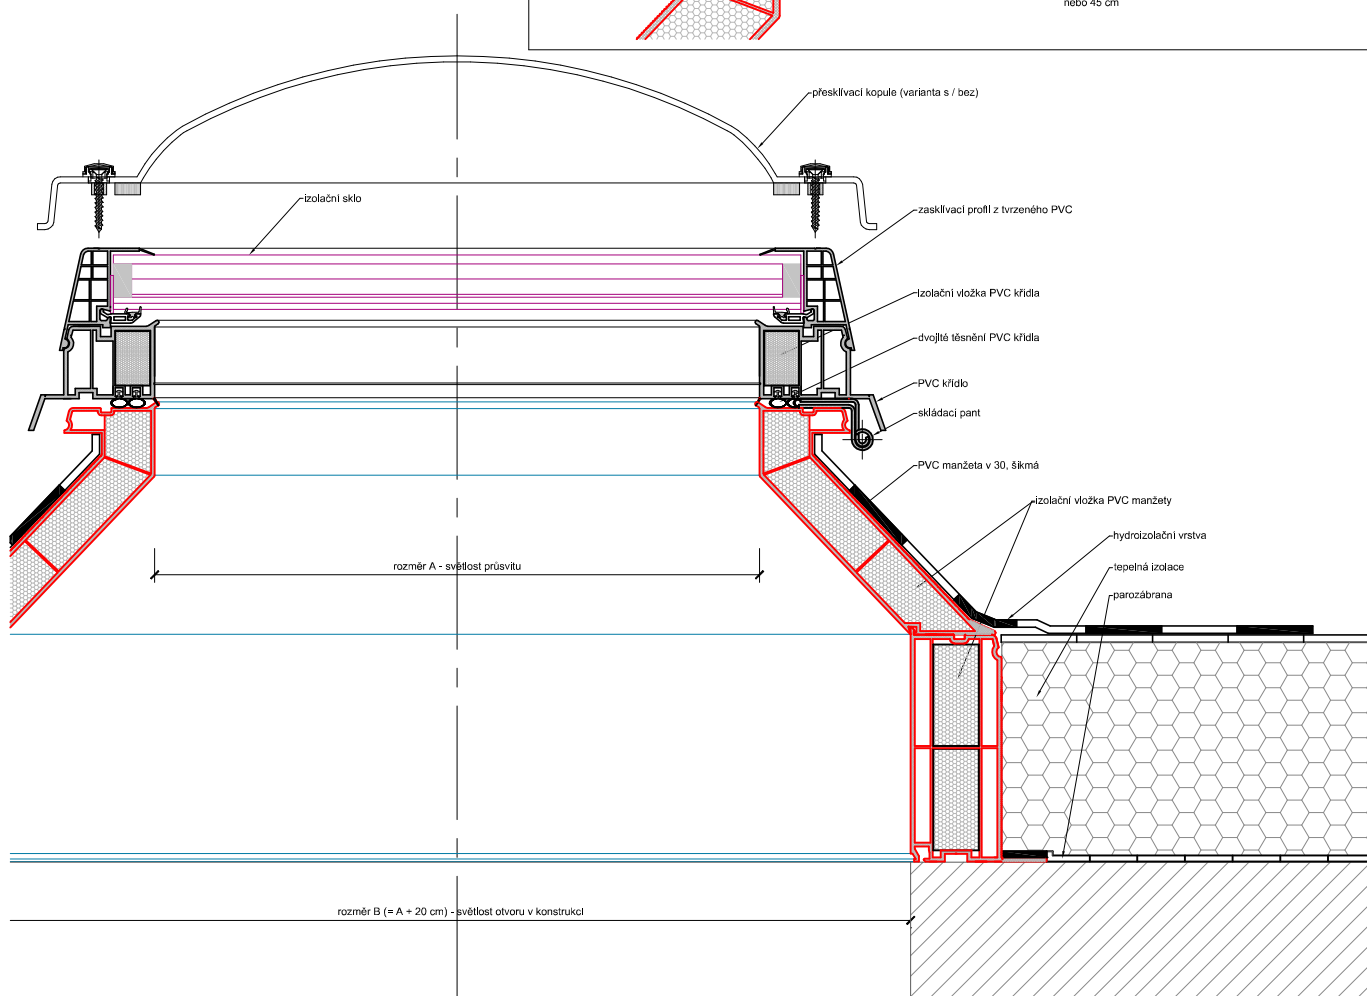 nebo 45 cm
přesklívací kopule (varianta s / bez)
izolační sklo
zasklívací profil z tvrzeného PVC
Izolační vložka PVC křídla
dvojité těsnění PVC křídla
PVC křídlo
skládací pant
PVC manžeta v 30, šikmá
izolační vložka PVC manžety
hydroizolační vrstva
tepelná izolace
parozábrana
rozměr A - světlost průsvitu
rozměr B (= A + 20 cm) - světlost otvoru v konstrukci